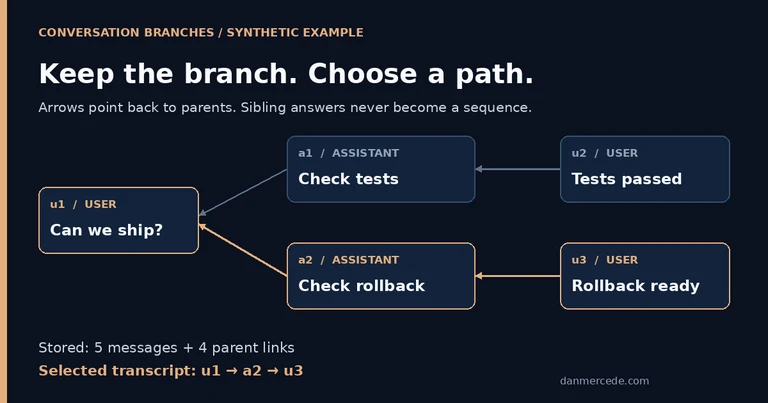 CONVERSATION BRANCHES / SYNTHETIC EXAMPLE
Keep the branch. Choose a path.
Arrows point back to parents. Sibling answers never become a sequence.
u1 / USER
Can we ship?
a1 / ASSISTANT
Check tests
u2 / USER
Tests passed
a2 / ASSISTANT
Check rollback
u3 / USER
Rollback ready
Stored: 5 messages + 4 parent links
Selected transcript: u1 → a2 → u3
danmercede.com